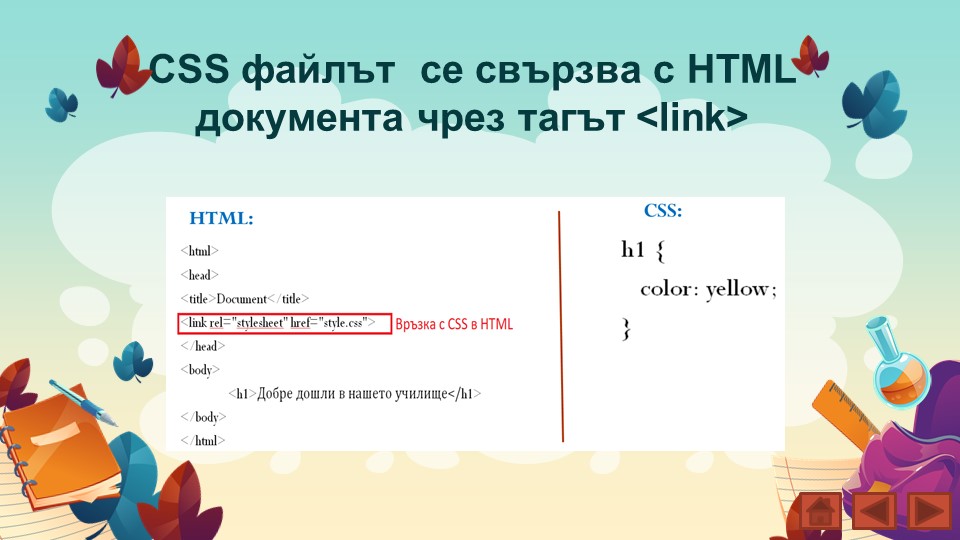 CSS файлът се свързва с HTML
документа чрез тагът <link>
HTML:
<html>
<head>
<title>Document</title>
<link rel="stylesheet" href="style.css">
Връзка с CSS в HTML
</head>
<body>
<h1>Добре дошли в нашето училище</h1>
</body>
</html>
CSS:
h1 {
color: yellow;
}